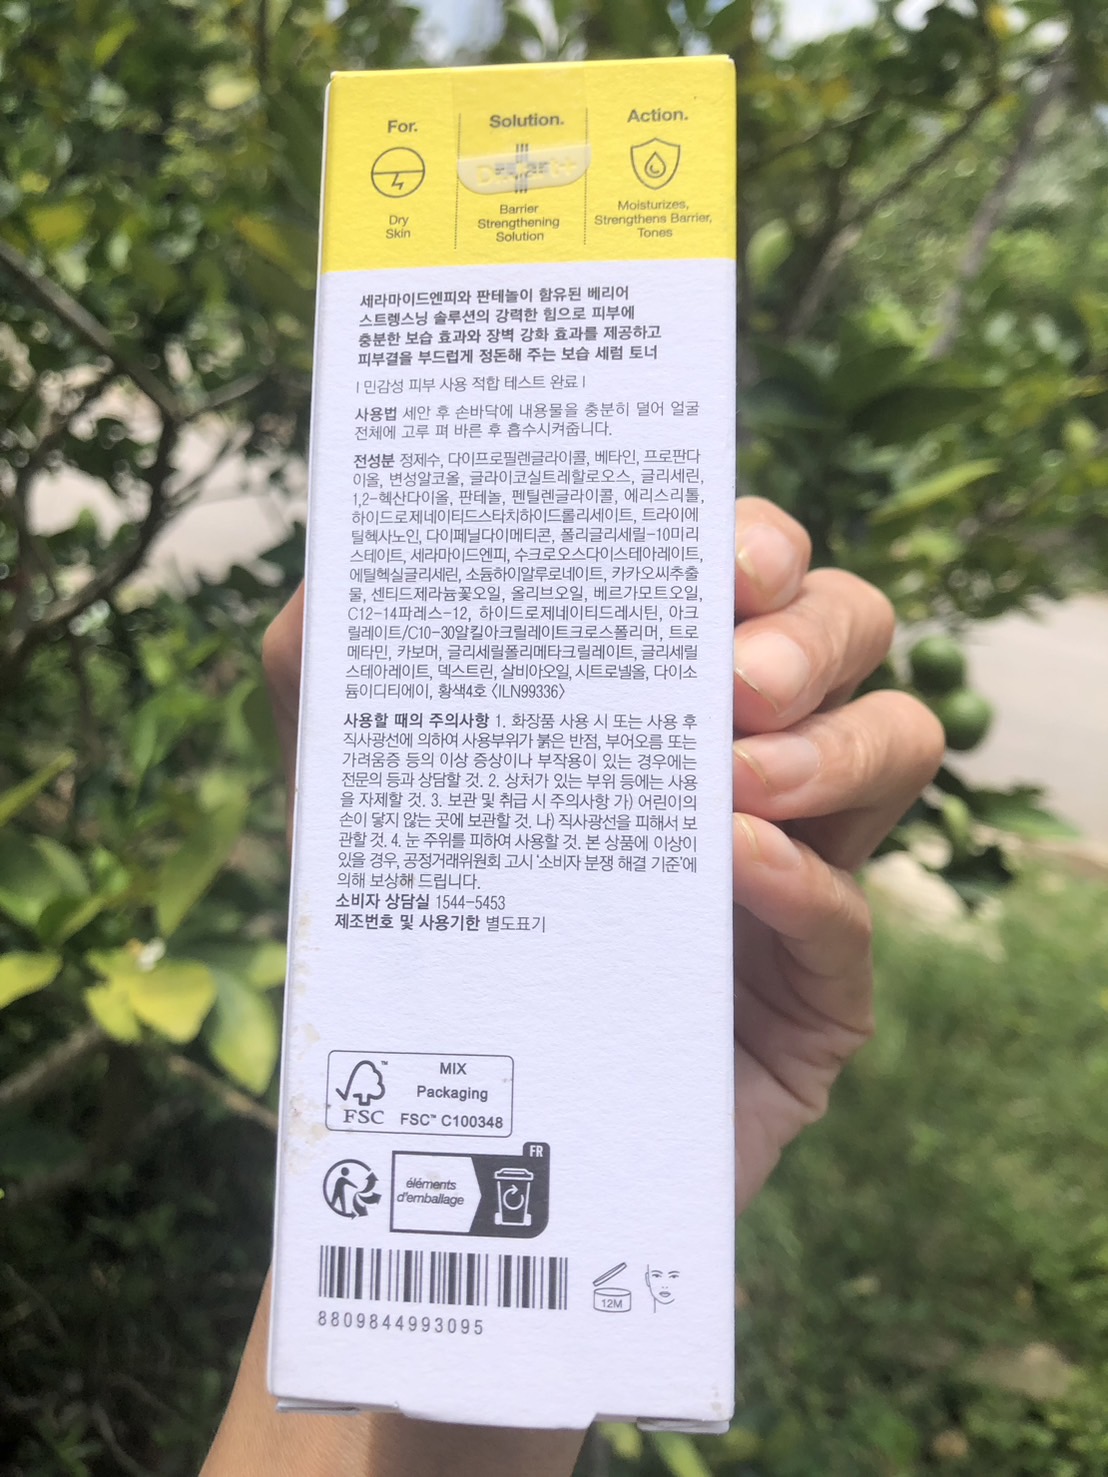 For.
Solution.
Action.
Dr.Jart+
Dry
Skin
Barrier
Strengthening
Solution
Moisturizes,
Strengthens Barrier,
Tones
세라마이드엔피와 판테놀이 함유된 베리어
스트렝스닝 솔루션의 강력한 힘으로 피부에
충분한 보습 효과와 장벽 강화 효과를 제공하고
피부결을 부드럽게 정돈해 주는 보습 세럼 토너
| 민감성 피부 사용 적합 테스트 완료 |
사용법 세안 후 손바닥에 내용물을 충분히 덜어 얼굴
전체에 고루 펴 바른 후 흡수시켜줍니다.
전성분 정제수, 다이프로필렌글라이콜, 베타인, 프로판다
이올, 변성알코올, 글라이코실트레할로오스, 글리세린,
1,2-헥산다이올, 판테놀, 펜틸렌글라이콜, 에리스리톨,
하이드로제네이티드스타치하이드롤리세이트, 트라이에
틸헥사노인, 다이페닐다이메티콘, 폴리글리세릴-10미리
스테이트, 세라마이드엔피, 수크로오스다이스테아레이트,
에틸헥실글리세린, 소듐하이알루로네이트, 카카오씨추출
물, 센티드제라늄꽃오일, 올리브오일, 베르가모트오일,
C12-14파레스-12, 하이드로제네이티드레시틴, 아크
릴레이트/C10-30알킬아크릴레이트크로스폴리머, 트로
메타민, 카보머, 글리세릴폴리메타크릴레이트, 글리세릴
스테아레이트, 덱스트린, 살비아오일, 시트로넬올, 다이소
듐이디티에이, 황색4호 〈ILN99336〉
사용할 때의 주의사항 1. 화장품 사용 시 또는 사용 후
직사광선에 의하여 사용부위가 붉은 반점, 부어오름 또는
가려움증 등의 이상 증상이나 부작용이 있는 경우에는
전문의 등과 상담할 것. 2. 상처가 있는 부위 등에는 사용
을 자제할 것. 3. 보관 및 취급 시 주의사항 가) 어린이의
손이 닿지 않는 곳에 보관할 것. 나) 직사광선을 피해서 보
관할 것. 4. 눈 주위를 피하여 사용할 것. 본 상품에 이상이
있을 경우, 공정거래위원회 고시 '소비자 분쟁 해결 기준'에
의해 보상해 드립니다.
소비자 상담실 1544-5453
제조번호 및 사용기한 별도표기
MIX
Packaging
FSC™ C100348
FSC
FR
éléments
d'emballage
12M
8809844993095